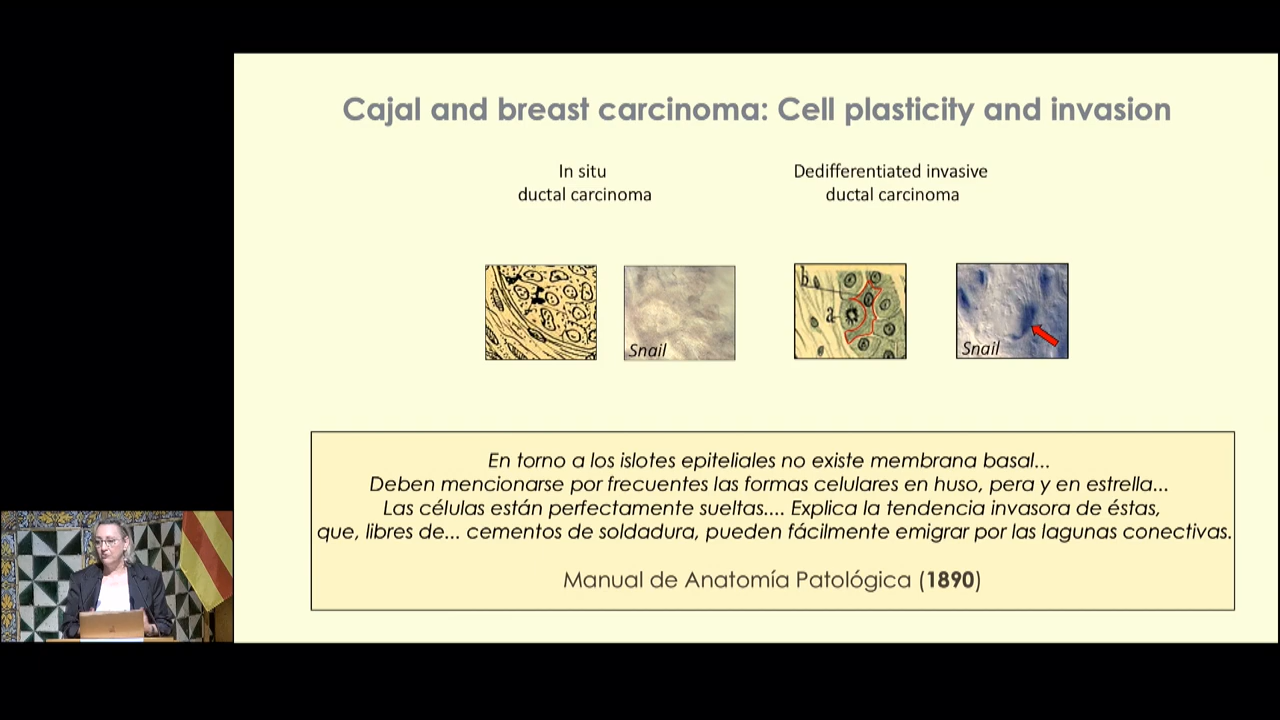 Cajal and breast carcinoma: Cell plasticity and invasion
In situ
ductal carcinoma
Dedifferentiated invasive
ductal carcinoma
Snail
b
a
Snail
En torno a los islotes epiteliales no existe membrana basal...
Deben mencionarse por frecuentes las formas celulares en huso, pera y en estrella...
Las células están perfectamente sueltas.... Explica la tendencia invasora de éstas,
que, libres de... cementos de soldadura, pueden fácilmente emigrar por las lagunas conectivas.
Manual de Anatomía Patológica (1890)